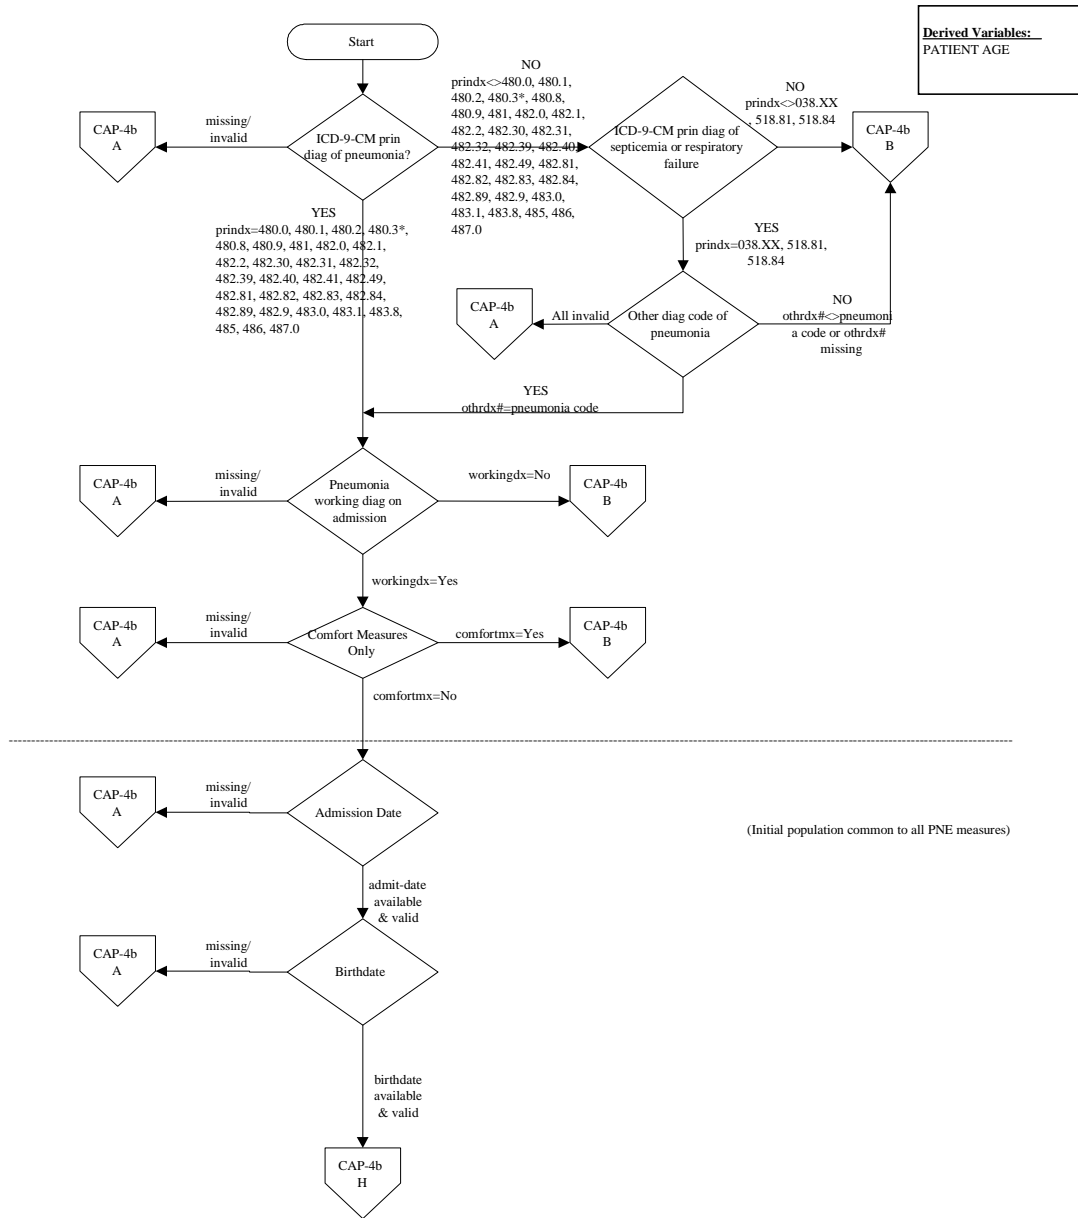 Derived Variables:
PATIENT AGE
Start
NO
prindx<>480.0, 480.1,
480.2, 480.3*, 480.8,
480.9, 481, 482.0, 482.1,
482.2, 482.30, 482.31,
482.32, 482.39, 482.40,
482.41, 482.49, 482.81,
482.82, 482.83, 482.84,
482.89, 482.9, 483.0,
483.1, 483.8, 485, 486,
487.0
NO
prindx<>038.XX
, 518.81, 518.84
CAP-4b
A
missing/
invalid
ICD-9-CM prin
diag of pneumonia?
ICD-9-CM prin diag of
septicemia or respiratory
failure
CAP-4b
B
YES
prindx=480.0, 480.1, 480.2, 480.3*,
480.8, 480.9, 481, 482.0, 482.1,
482.2, 482.30, 482.31, 482.32,
482.39, 482.40, 482.41, 482.49,
482.81, 482.82, 482.83, 482.84,
482.89, 482.9, 483.0, 483.1, 483.8,
485, 486, 487.0
YES
prindx=038.XX, 518.81,
518.84
CAP-4b
A
All invalid
Other diag code of
pneumonia
NO
othrdx#<>pneumoni
a code or othrdx#
missing
YES
othrdx#=pneumonia code
CAP-4b
A
missing/
invalid
Pneumonia
working diag on
admission
workingdx=No
CAP-4b
B
workingdx=Yes
CAP-4b
A
missing/
invalid
Comfort Measures
Only
comfortmx=Yes
CAP-4b
B
comfortmx=No
CAP-4b
A
missing/
invalid
Admission Date
(Initial population common to all PNE measures)
admit-date
available
& valid
CAP-4b
A
missing/
invalid
Birthdate
birthdate
available
& valid
CAP-4b
H